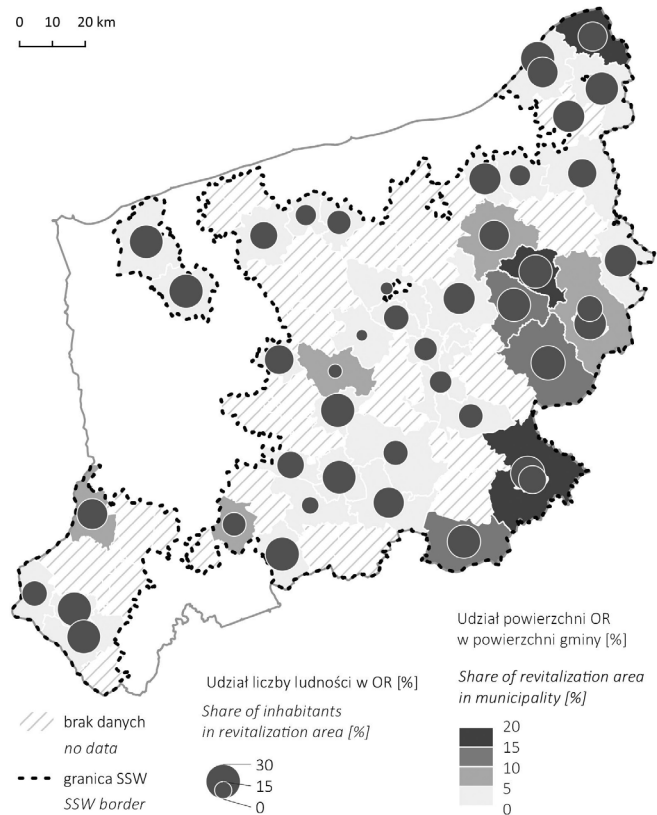 0 10 20 km
Udział powierzchni OR
w powierzchni gminy [%]
Share of revitalization area
in municipality [%]
20
15
10
5
0
Udział liczby ludności w OR [%]
Share of inhabitants
in revitalization area [%]
30
15
0
brak danych
no data
granica SSW
SSW border